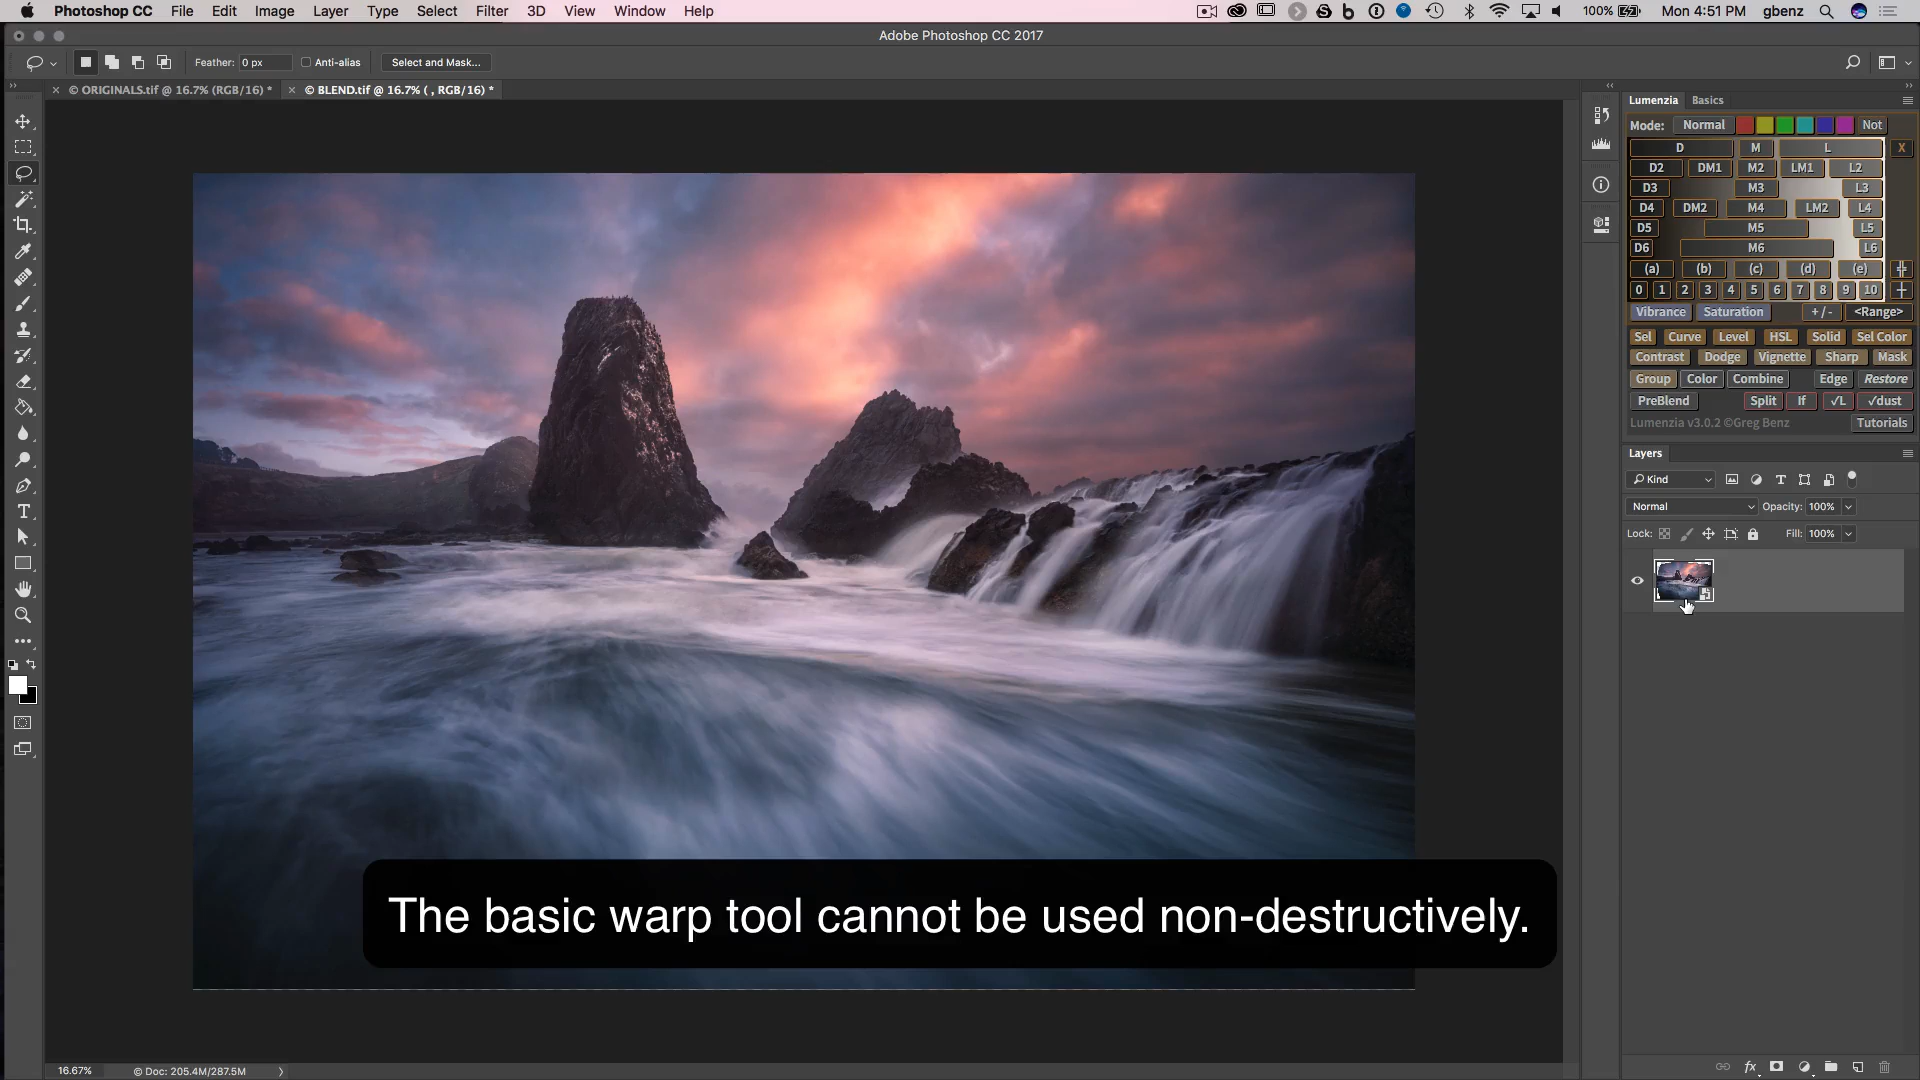 Photoshop CC File Edit Image Layer Type Select Filter 3D View Window Help 100% Mon 4:51 PM gbenz
Adobe Photoshop CC 2017
Feather: 0 px Anti-alias Select and Mask...
× © ORIGINALS.tif @ 16.7% (RGB/16) * × © BLEND.tif @ 16.7% ( , RGB/16) *
Lumenzia Basics
Mode: Normal Not
D M L X
D2 DM1 M2 LM1 L2
D3 M3 L3
D4 DM2 M4 LM2 L4
D5 M5 L5
D6 M6 L6
(a) (b) (c) (d) (e)
0 1 2 3 4 5 6 7 8 9 10
Vibrance Saturation + / - <Range>
Sel Curve Level HSL Solid Sel Color
Contrast Dodge Vignette Sharp Mask
Group Color Combine Edge Restore
PreBlend Split If √L √dust
Lumenzia v3.0.2 ©Greg Benz Tutorials
Layers
Kind
Normal Opacity: 100%
Lock: Fill: 100%
The basic warp tool cannot be used non-destructively.
16.67% © Doc: 205.4M/287.5M
fx